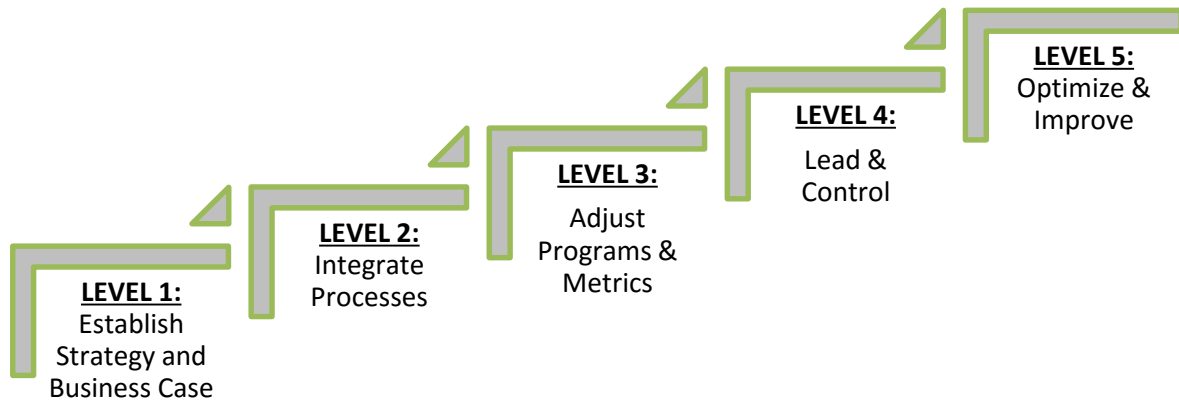 LEVEL 1:
Establish
Strategy and
Business Case
LEVEL 2:
Integrate
Processes
LEVEL 3:
Adjust
Programs &
Metrics
LEVEL 4:
Lead &
Control
LEVEL 5:
Optimize &
Improve